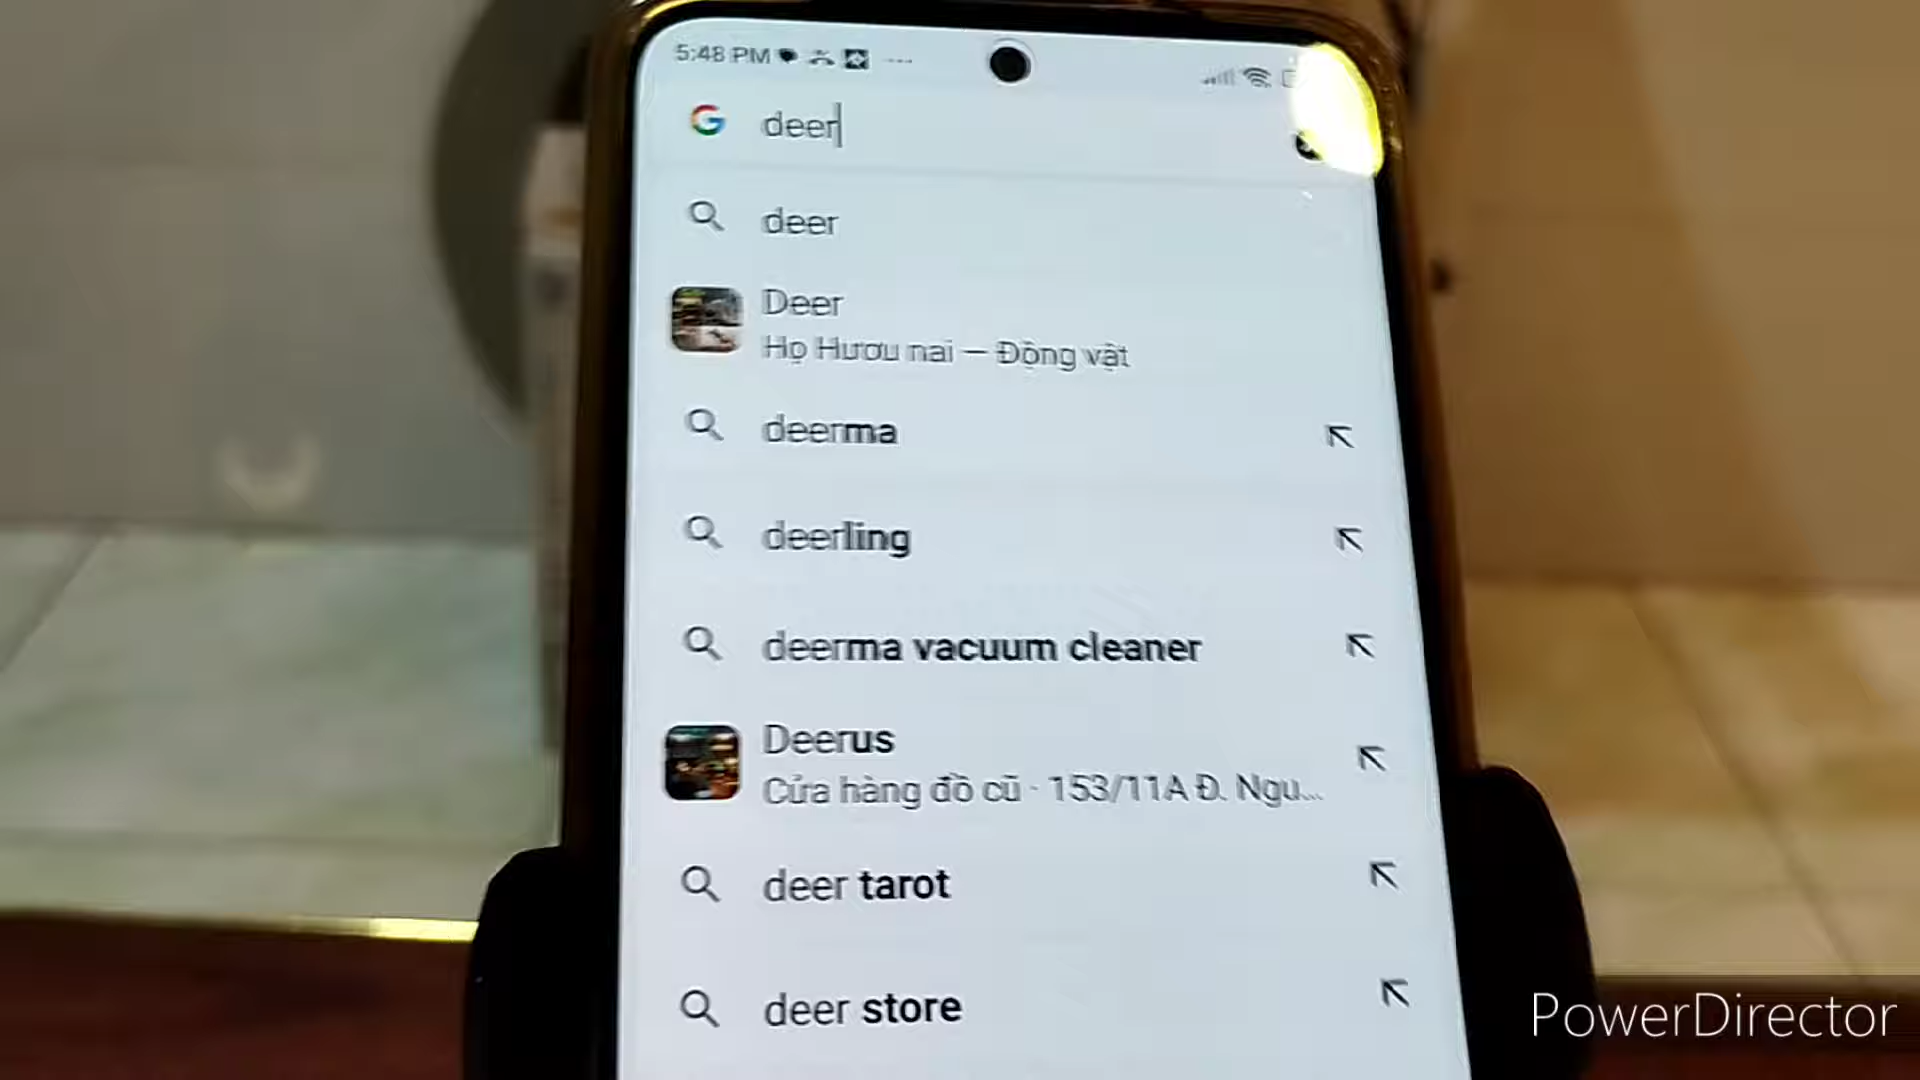 5:48 PM
deer
deer
Deer
Họ Hươu nai – Động vật
deerma
deerling
deerma vacuum cleaner
Deerus
Cửa hàng đồ cũ · 153/11A Đ. Ngu...
deer tarot
deer store
PowerDirector